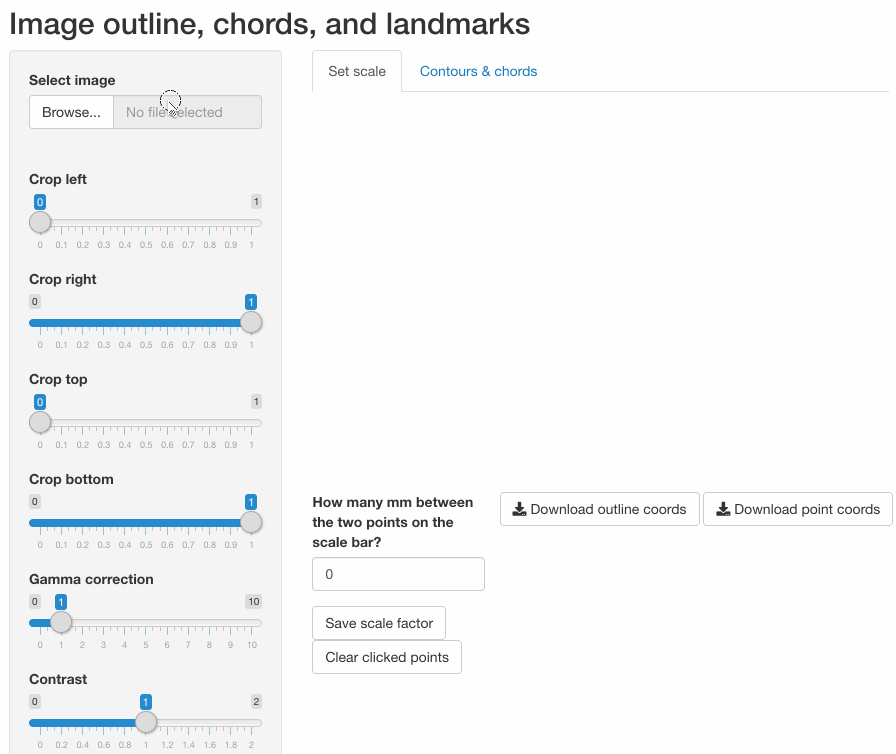 Image outline, chords, and landmarks
Select image
Browse... No file selected
Crop left
0 1
0 0.1 0.2 0.3 0.4 0.5 0.6 0.7 0.8 0.9 1
Crop right
0 1
0 0.1 0.2 0.3 0.4 0.5 0.6 0.7 0.8 0.9 1
Crop top
0 1
0 0.1 0.2 0.3 0.4 0.5 0.6 0.7 0.8 0.9 1
Crop bottom
0 1
0 0.1 0.2 0.3 0.4 0.5 0.6 0.7 0.8 0.9 1
Gamma correction
0 1 10
0 1 2 3 4 5 6 7 8 9 10
Contrast
0 1 2
0 0.2 0.4 0.6 0.8 1 1.2 1.4 1.6 1.8 2
Set scale Contours & chords
How many mm between
the two points on the
scale bar?
0
Save scale factor
Clear clicked points
Download outline coords Download point coords